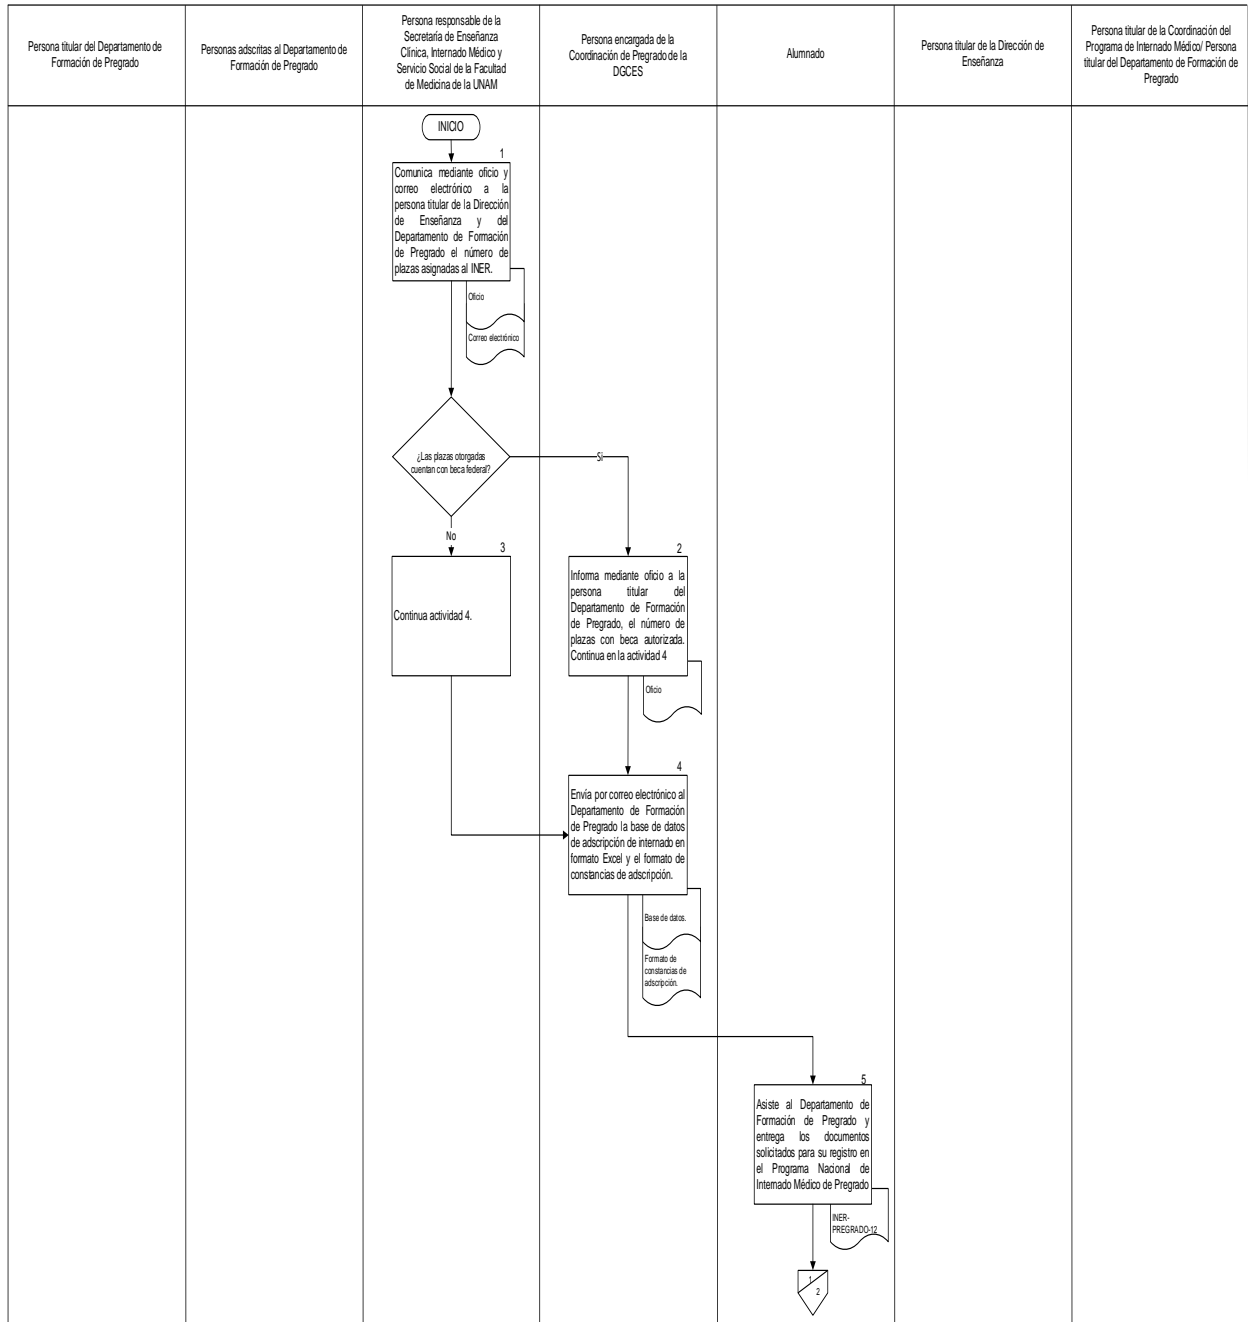 Persona titular del Departamento de
Formación de Pregrado
Personas adscritas al Departamento de
Formación de Pregrado
Persona responsable de la
Secretaría de Enseñanza
Clínica, Internado Médico y
Servicio Social de la Facultad
de Medicina de la UNAM
Persona encargada de la
Coordinación de Pregrado de la
DGCES
Alumnado
Persona titular de la Dirección de
Enseñanza
Persona titular de la Coordinación del
Programa de Internado Médico/ Persona
titular del Departamento de Formación de
Pregrado
INICIO
1
Comunica mediante oficio y
correo electrónico a la
persona titular de la Dirección
de Enseñanza y del
Departamento de Formación
de Pregrado el número de
plazas asignadas al INER.
Oficio
Correo electrónico
¿Las plazas otorgadas
cuentan con beca federal?
Si
No
3
Continua actividad 4.
2
Informa mediante oficio a la
persona titular del
Departamento de Formación
de Pregrado, el número de
plazas con beca autorizada.
Continua en la actividad 4
Oficio
4
Envía por correo electrónico al
Departamento de Formación
de Pregrado la base de datos
de adscripción de internado en
formato Excel y el formato de
constancias de adscripción.
Base de datos.
Formato de
constancias de
adscripción.
5
Asiste al Departamento de
Formación de Pregrado y
entrega los documentos
solicitados para su registro en
el Programa Nacional de
Internado Médico de Pregrado
INER-
PREGRADO-12
1
2